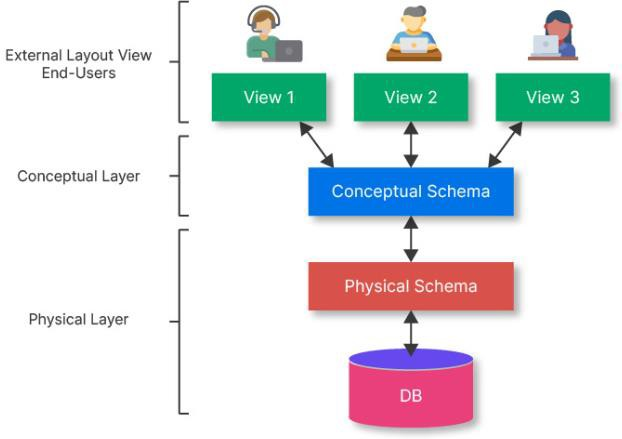 External Layout View
End-Users
View 1
View 2
View 3
Conceptual Layer
Conceptual Schema
Physical Schema
Physical Layer
DB